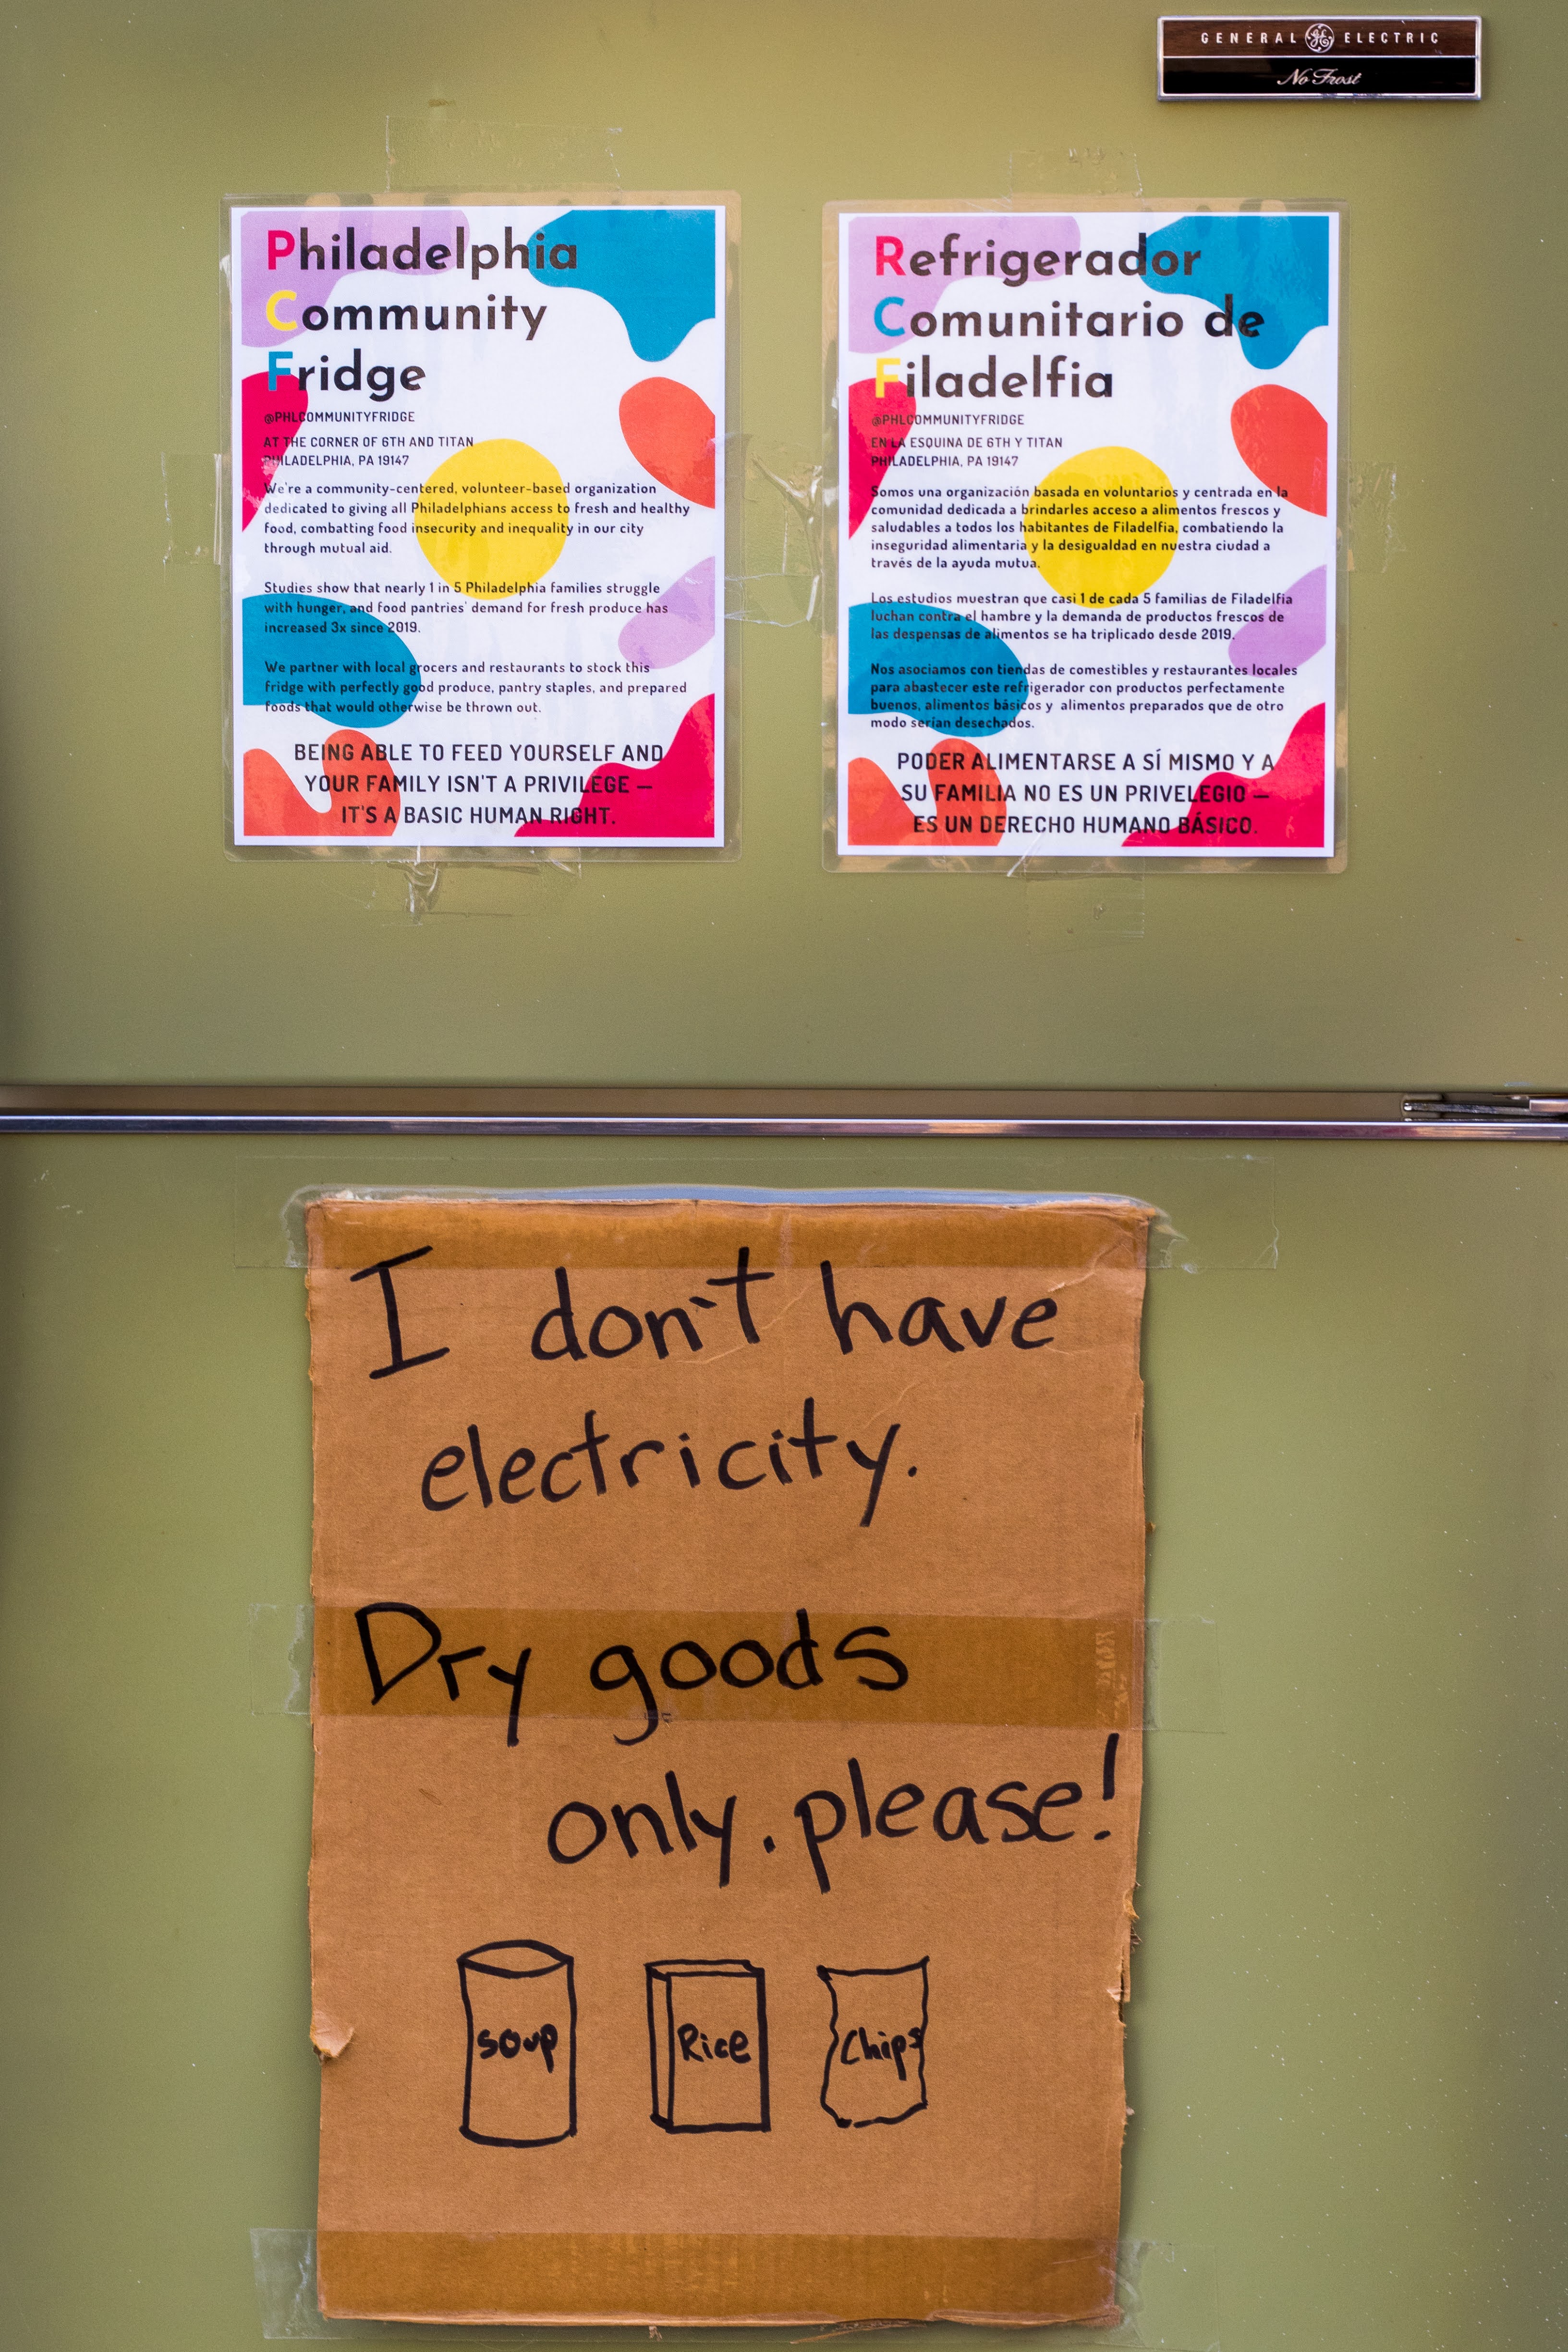 GENERAL GE ELECTRIC
No Frost
Philadelphia
Community
Fridge
@PHLCOMMUNITYFRIDGE
AT THE CORNER OF 6TH AND TITAN
PHILADELPHIA, PA 19147
We're a community-centered, volunteer-based organization
dedicated to giving all Philadelphians access to fresh and healthy
food, combatting food insecurity and inequality in our city
through mutual aid.
Studies show that nearly 1 in 5 Philadelphia families struggle
with hunger, and food pantries' demand for fresh produce has
increased 3x since 2019.
We partner with local grocers and restaurants to stock this
fridge with perfectly good produce, pantry staples, and prepared
foods that would otherwise be thrown out.
BEING ABLE TO FEED YOURSELF AND
YOUR FAMILY ISN'T A PRIVILEGE —
IT'S A BASIC HUMAN RIGHT.
Refrigerador
Comunitario de
Filadelfia
@PHLCOMMUNITYFRIDGE
EN LA ESQUINA DE 6TH Y TITAN
PHILADELPHIA, PA 19147
Somos una organización basada en voluntarios y centrada en la
comunidad dedicada a brindarles acceso a alimentos frescos y
saludables a todos los habitantes de Filadelfia, combatiendo la
inseguridad alimentaria y la desigualdad en nuestra ciudad a
través de la ayuda mutua.
Los estudios muestran que casi 1 de cada 5 familias de Filadelfia
luchan contra el hambre y la demanda de productos frescos de
las despensas de alimentos se ha triplicado desde 2019.
Nos asociamos con tiendas de comestibles y restaurantes locales
para abastecer este refrigerador con productos perfectamente
buenos, alimentos básicos y alimentos preparados que de otro
modo serían desechados.
PODER ALIMENTARSE A SÍ MISMO Y A
SU FAMILIA NO ES UN PRIVELEGIO —
ES UN DERECHO HUMANO BÁSICO.
I don't have
electricity.
Dry goods
only. please!
soup Rice Chips